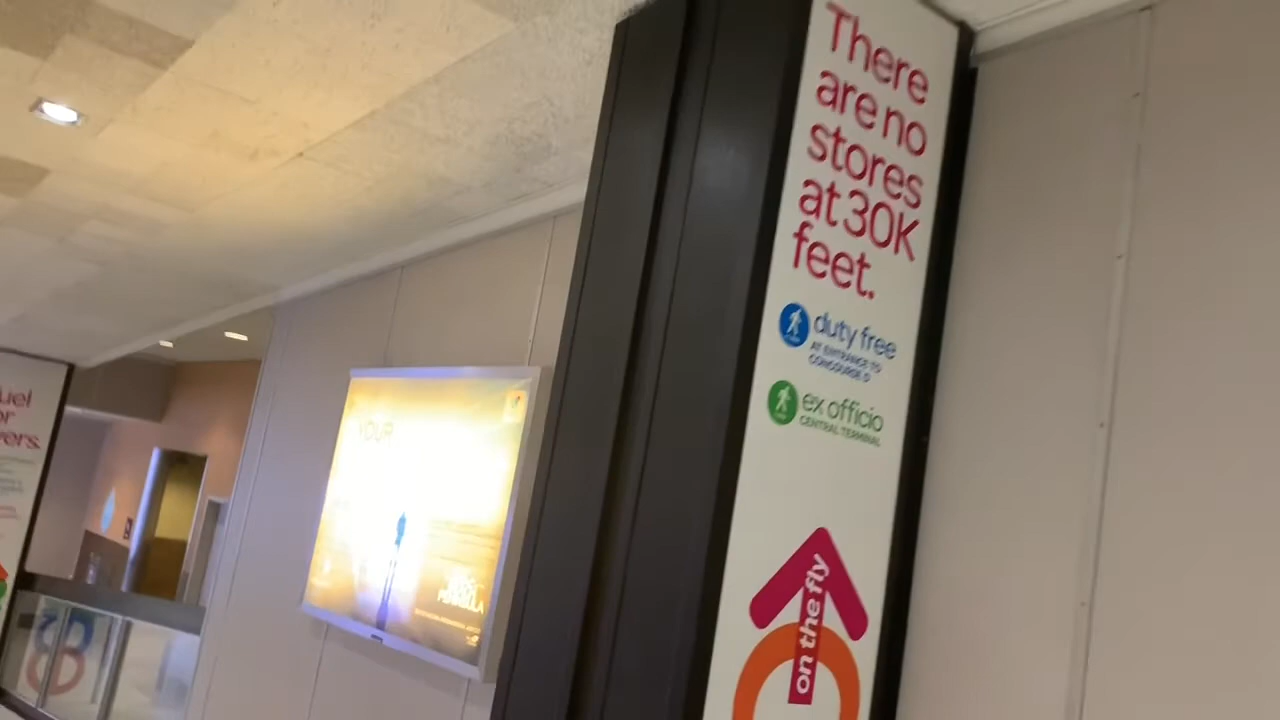 There
are no
stores
at 30K
feet.
duty free
AT ENTRANCE TO
CONCOURSE D
ex officio
CENTRAL TERMINAL
on the fly
YOUR